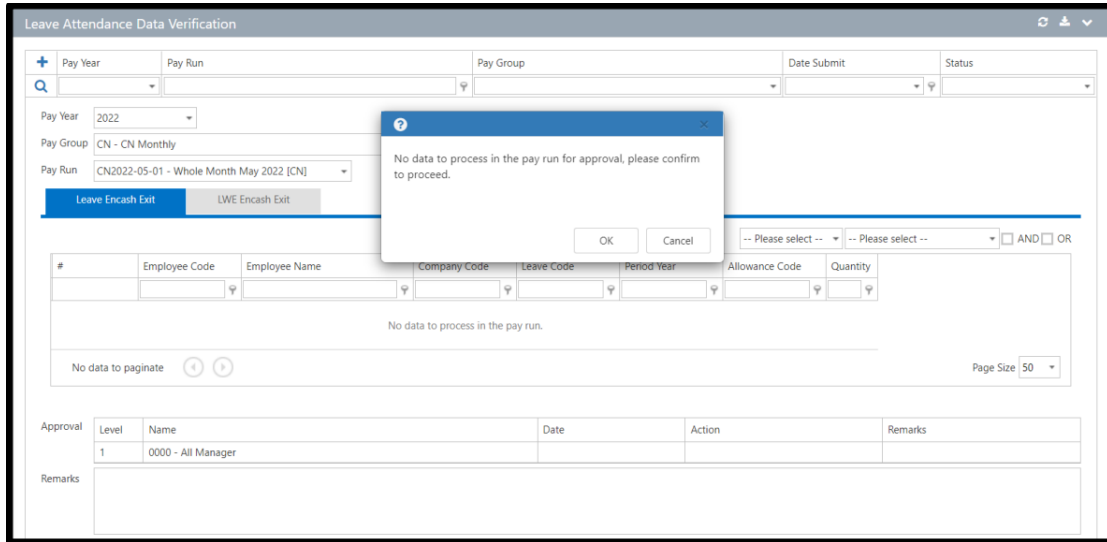 Leave Attendance Data Verification
Pay Year Pay Run Pay Group Date Submit Status
Pay Year 2022
Pay Group CN - CN Monthly
Pay Run CN2022-05-01 - Whole Month May 2022 [CN]
No data to process in the pay run for approval, please confirm
to proceed.
OK Cancel
Leave Encash Exit LWE Encash Exit
-- Please select -- -- Please select -- AND OR
# Employee Code Employee Name Company Code Leave Code Period Year Allowance Code Quantity
No data to process in the pay run.
No data to paginate Page Size 50
Approval Level Name Date Action Remarks
1 0000 - All Manager
Remarks